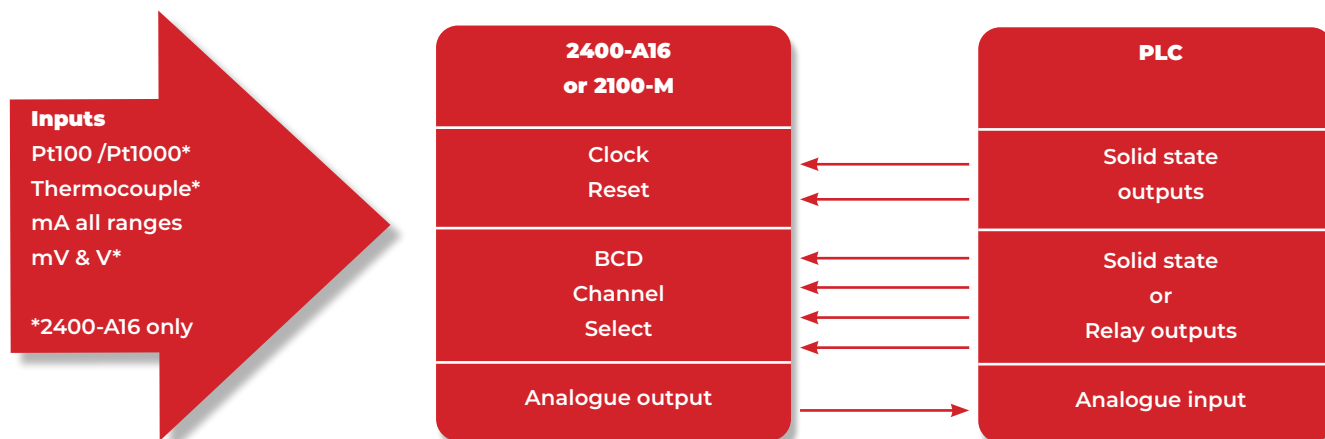 Inputs
Pt100 /Pt1000*
Thermocouple*
mA all ranges
mV & V*
*2400-A16 only
2400-A16
or 2100-M
Clock
Reset
BCD
Channel
Select
Analogue output
PLC
Solid state
outputs
Solid state
or
Relay outputs
Analogue input